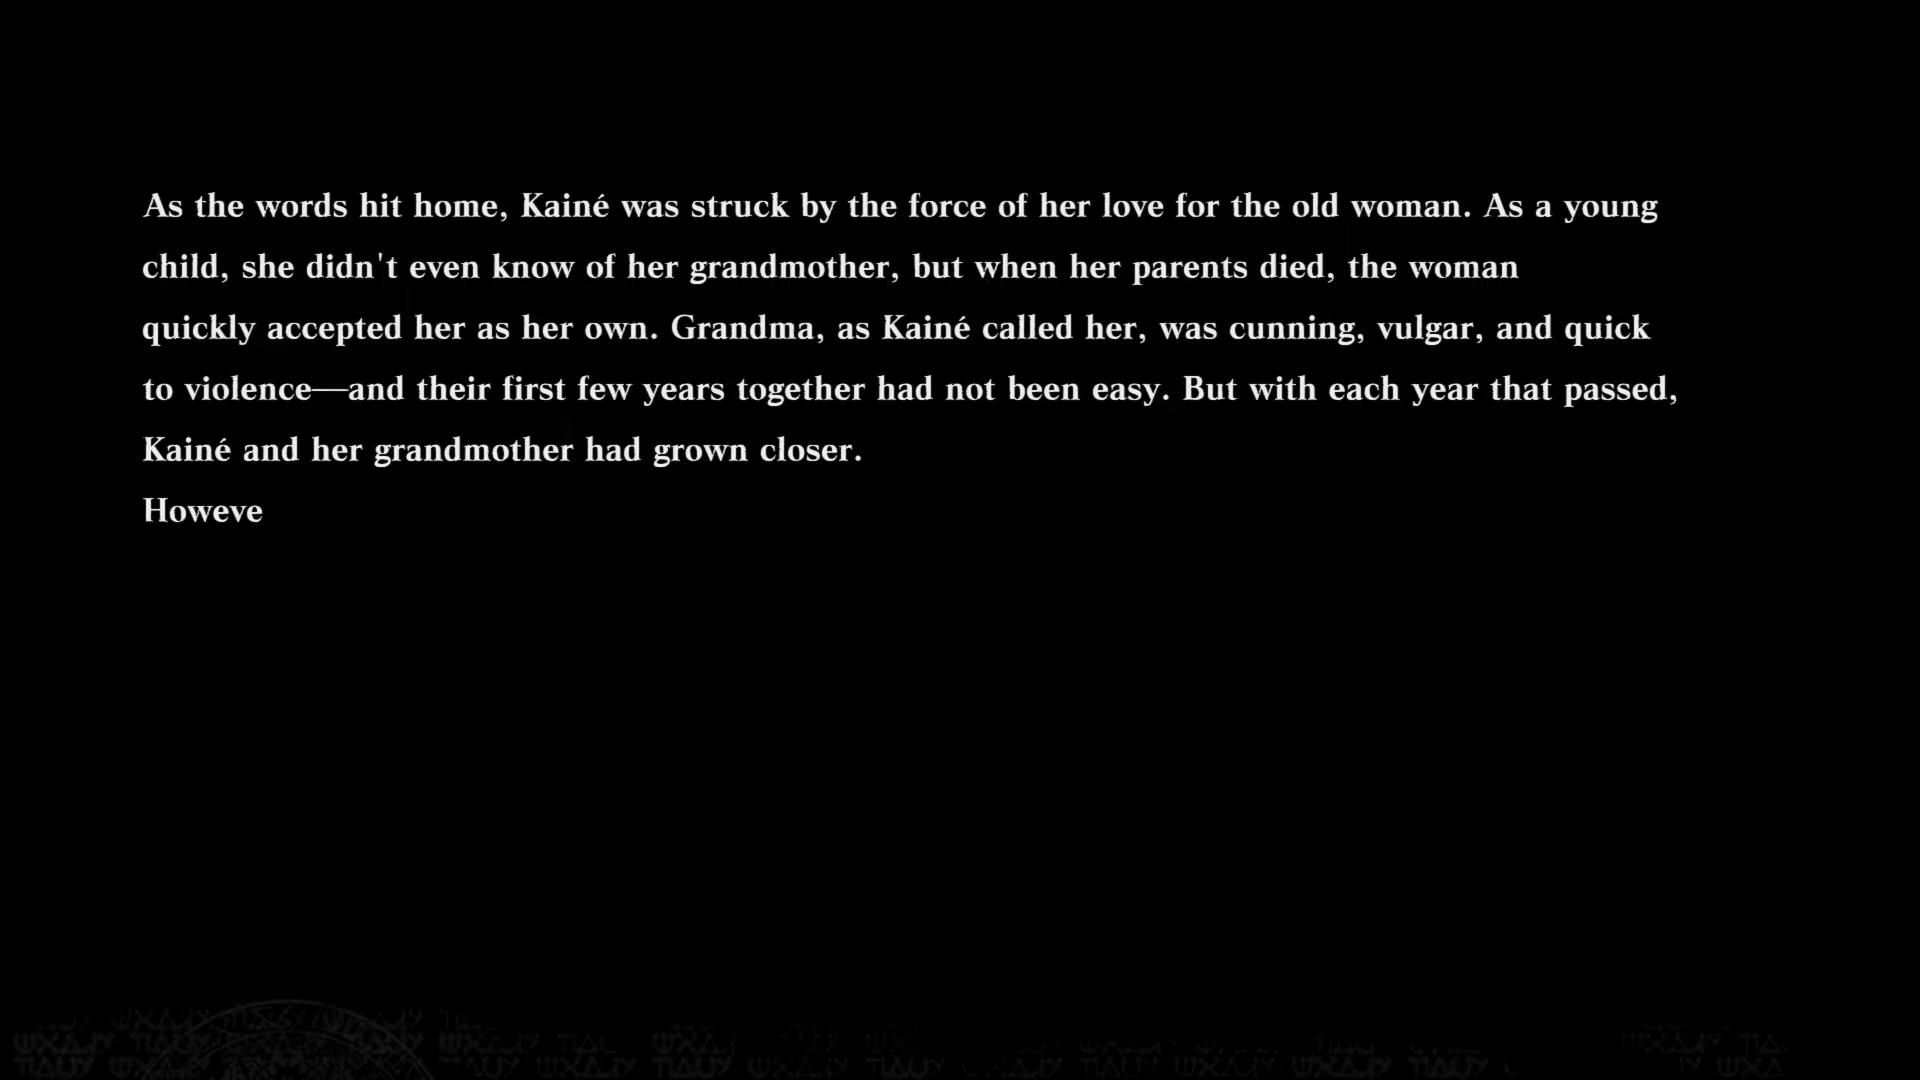 As the words hit home, Kainé was struck by the force of her love for the old woman. As a young
child, she didn't even know of her grandmother, but when her parents died, the woman
quickly accepted her as her own. Grandma, as Kainé called her, was cunning, vulgar, and quick
to violence—and their first few years together had not been easy. But with each year that passed,
Kainé and her grandmother had grown closer.
Howeve